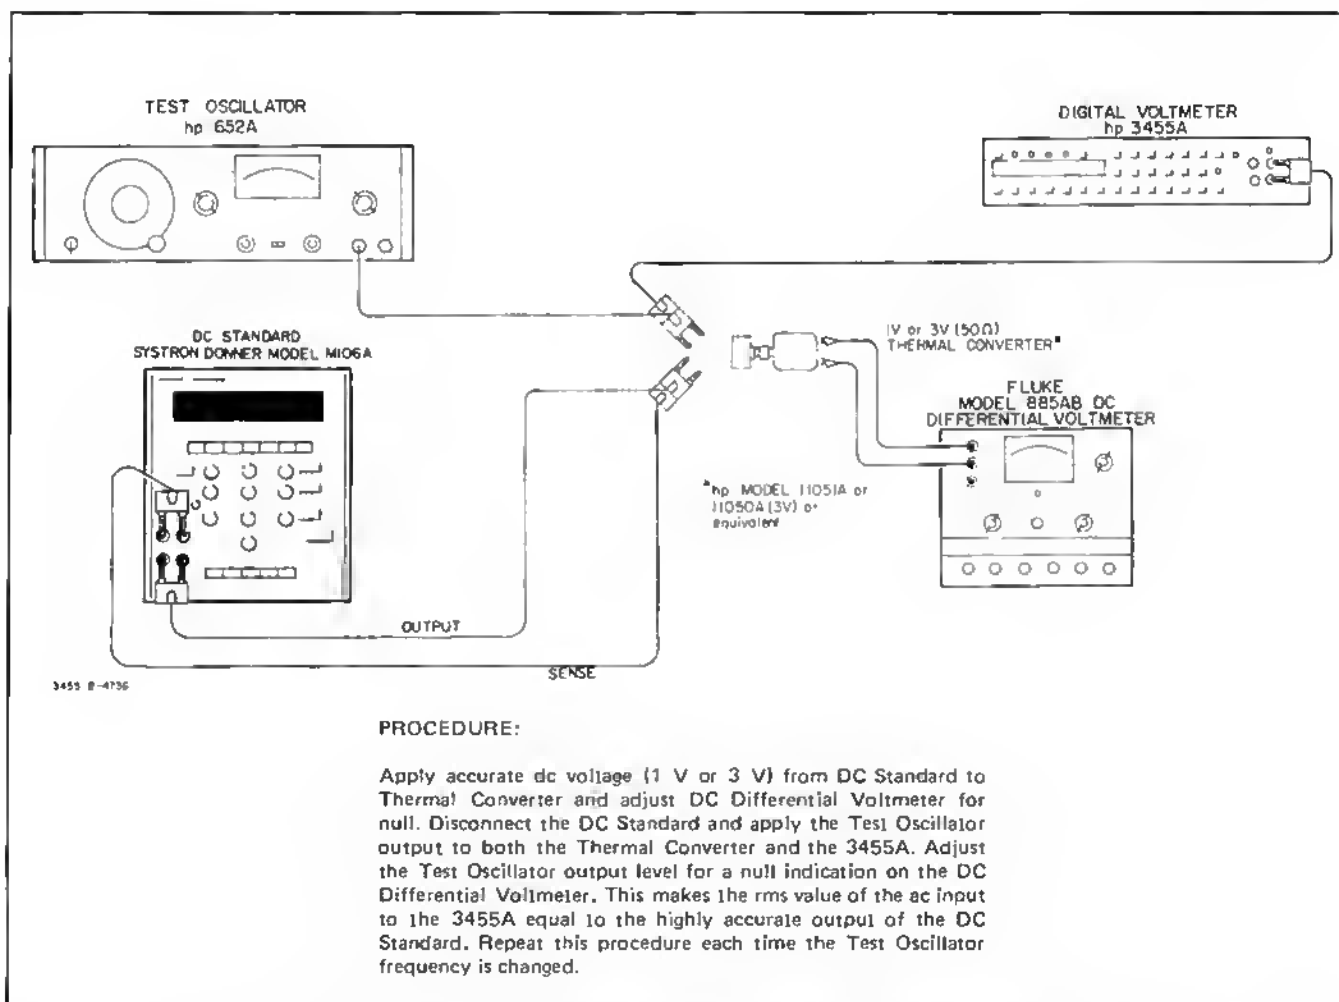 TEST OSCILLATOR
hp 652A
DIGITAL VOLTMETER
hp 3455A
DC STANDARD
SYSTRON DONNER MODEL M106A
1V or 3V (50Ω)
THERMAL CONVERTER*
FLUKE
MODEL 885AB DC
DIFFERENTIAL VOLTMETER
*hp MODEL 11051A or
11050A (3V) or
equivalent
OUTPUT
SENSE
3455 B-4736
PROCEDURE:
Apply accurate dc voltage (1 V or 3 V) from DC Standard to
Thermal Converter and adjust DC Differential Voltmeter for
null. Disconnect the DC Standard and apply the Test Oscillator
output to both the Thermal Converter and the 3455A. Adjust
the Test Oscillator output level for a null indication on the DC
Differential Voltmeter. This makes the rms value of the ac input
to the 3455A equal to the highly accurate output of the DC
Standard. Repeat this procedure each time the Test Oscillator
frequency is changed.